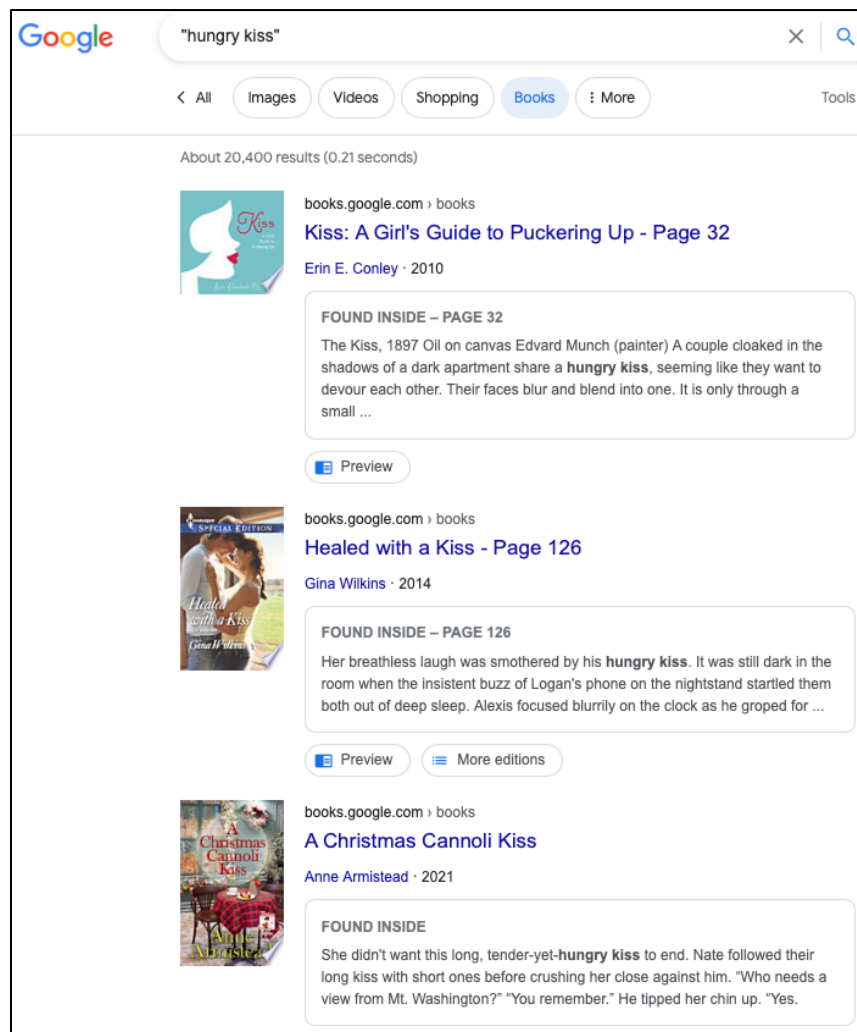 Google
"hungry kiss"
All
Images
Videos
Shopping
Books
More
Tools
About 20,400 results (0.21 seconds)
Kiss
books.google.com › books
Kiss: A Girl's Guide to Puckering Up - Page 32
Erin E. Conley · 2010
FOUND INSIDE – PAGE 32
The Kiss, 1897 Oil on canvas Edvard Munch (painter) A couple cloaked in the
shadows of a dark apartment share a hungry kiss, seeming like they want to
devour each other. Their faces blur and blend into one. It is only through a
small ...
Preview
SPECIAL EDITION
Healed
with a Kiss
Gina Wilkins
books.google.com › books
Healed with a Kiss - Page 126
Gina Wilkins · 2014
FOUND INSIDE – PAGE 126
Her breathless laugh was smothered by his hungry kiss. It was still dark in the
room when the insistent buzz of Logan's phone on the nightstand startled them
both out of deep sleep. Alexis focused blurrily on the clock as he groped for ...
Preview
More editions
A
Christmas
Cannoli
Kiss
Anne
Armistead
books.google.com › books
A Christmas Cannoli Kiss
Anne Armistead · 2021
FOUND INSIDE
She didn't want this long, tender-yet-hungry kiss to end. Nate followed their
long kiss with short ones before crushing her close against him. "Who needs a
view from Mt. Washington?" "You remember." He tipped her chin up. "Yes.